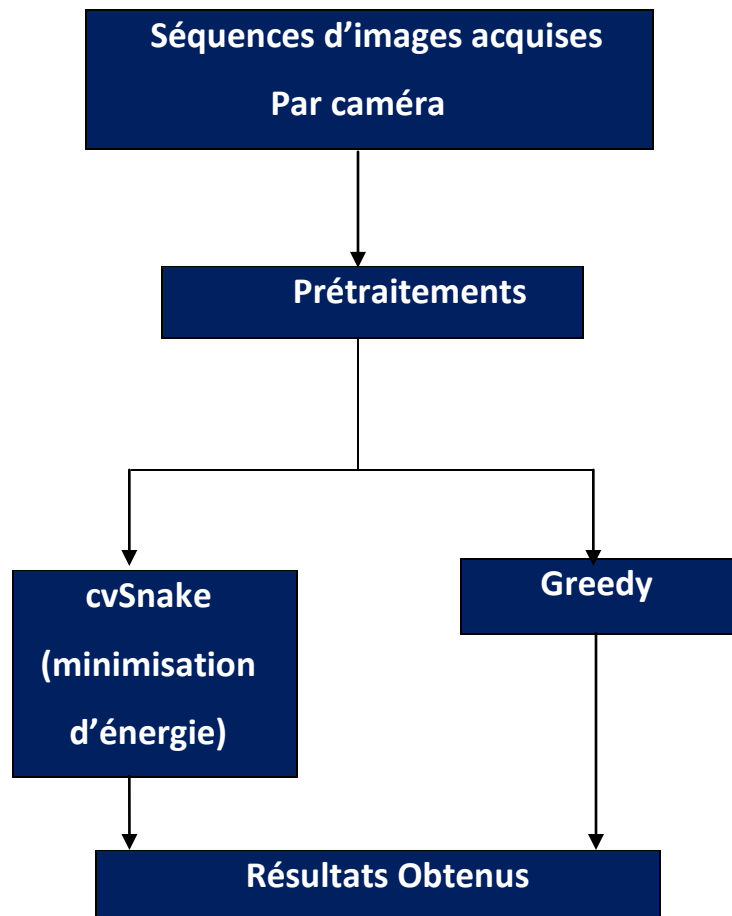 Séquences d’images acquises
Par caméra
Prétraitements
cvSnake
(minimisation
d’énergie)
Greedy
Résultats Obtenus